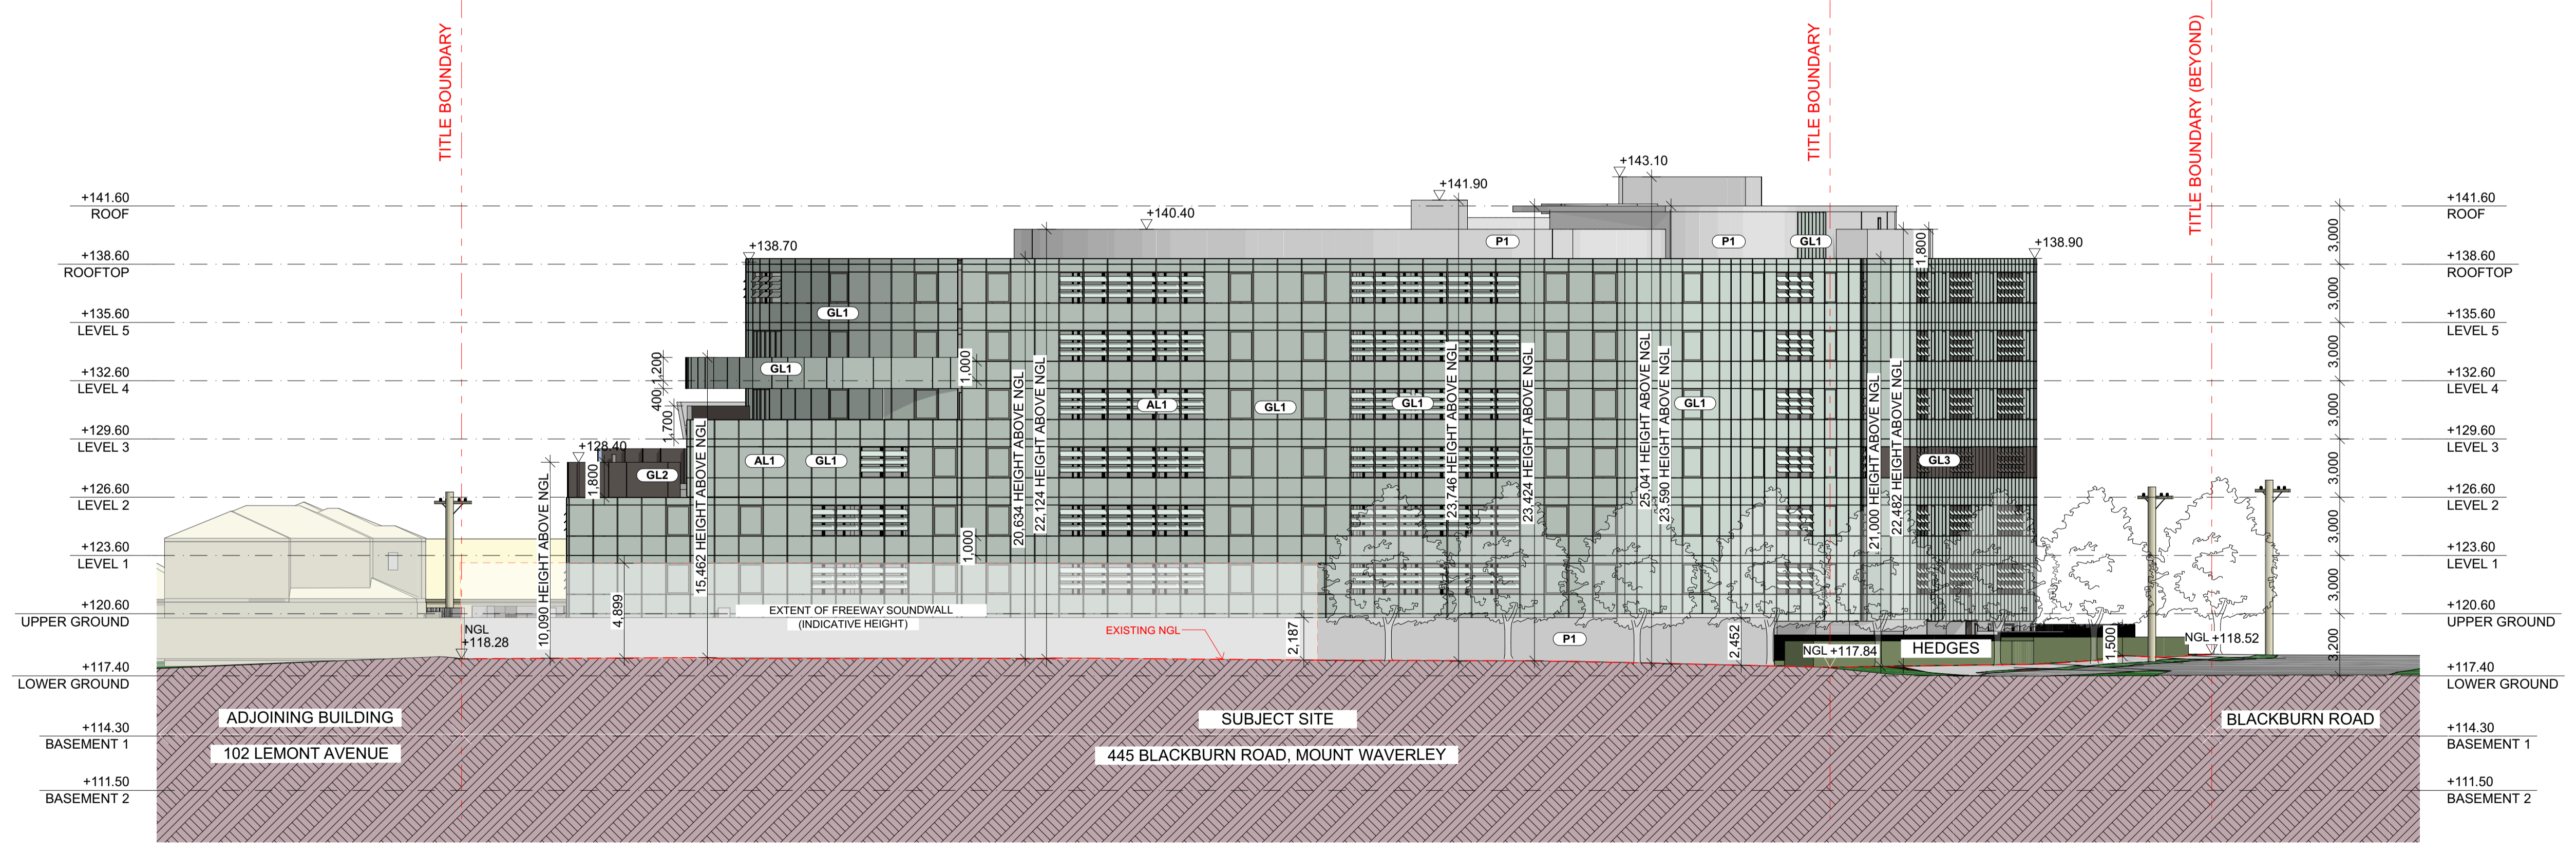 TITLE BOUNDARY
TITLE BOUNDARY
TITLE BOUNDARY (BEYOND)
+143.10
+141.90
+140.40
+138.70
+138.90
+128.40
+141.60
ROOF
+138.60
ROOFTOP
+135.60
LEVEL 5
+132.60
LEVEL 4
+129.60
LEVEL 3
+126.60
LEVEL 2
+123.60
LEVEL 1
+120.60
UPPER GROUND
+117.40
LOWER GROUND
+114.30
BASEMENT 1
+111.50
BASEMENT 2
P1
P1
GL1
1,800
GL1
GL1
1,200
400
1,700
1,000
AL1
GL1
GL1
GL1
AL1
GL1
GL2
GL3
1,800
10,090 HEIGHT ABOVE NGL
4,899
15,462 HEIGHT ABOVE NGL
1,000
20,634 HEIGHT ABOVE NGL
22,124 HEIGHT ABOVE NGL
23,746 HEIGHT ABOVE NGL
23,424 HEIGHT ABOVE NGL
25,041 HEIGHT ABOVE NGL
23,590 HEIGHT ABOVE NGL
21,000 HEIGHT ABOVE NGL
22,482 HEIGHT ABOVE NGL
EXTENT OF FREEWAY SOUNDWALL
(INDICATIVE HEIGHT)
NGL
+118.28
EXISTING NGL
2,187
P1
2,452
NGL +117.84
HEDGES
1,500
NGL +118.52
ADJOINING BUILDING
102 LEMONT AVENUE
SUBJECT SITE
445 BLACKBURN ROAD, MOUNT WAVERLEY
BLACKBURN ROAD
3,000
3,000
3,000
3,000
3,000
3,000
3,000
3,200
+141.60
ROOF
+138.60
ROOFTOP
+135.60
LEVEL 5
+132.60
LEVEL 4
+129.60
LEVEL 3
+126.60
LEVEL 2
+123.60
LEVEL 1
+120.60
UPPER GROUND
+117.40
LOWER GROUND
+114.30
BASEMENT 1
+111.50
BASEMENT 2